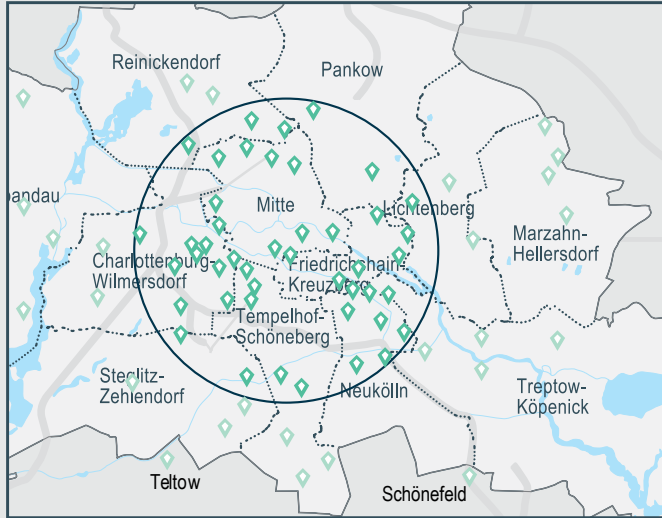 Reinickendorf
Pankow
pandau
Mitte
Lichtenberg
Marzahn-
Hellersdorf
Charlottenburg-
Wilmersdorf
Friedrichshain-
Kreuzberg
Tempelhof-
Schöneberg
Steglitz-
Zehlendorf
Neukölln
Treptow-
Köpenick
Teltow
Schönefeld